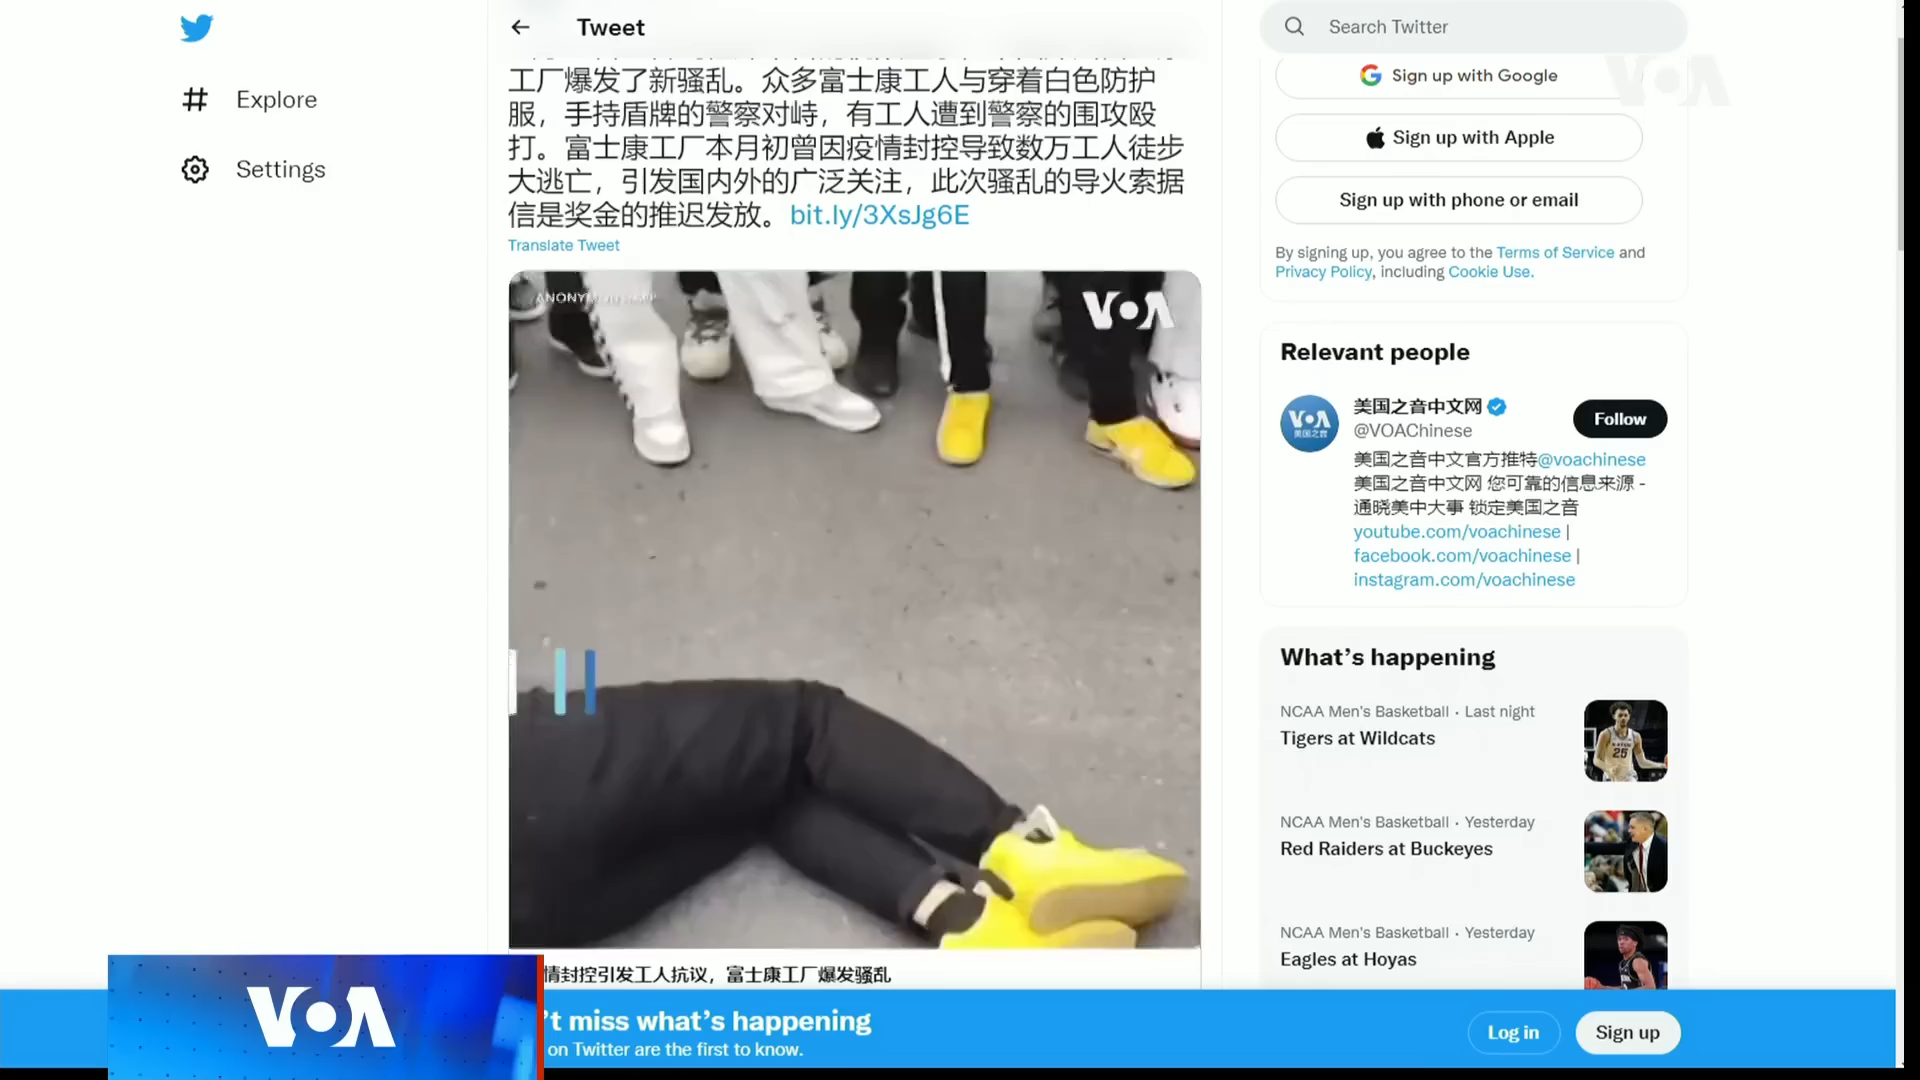 Tweet
Explore
Settings
工厂爆发了新骚乱。众多富士康工人与穿着白色防护
服，手持盾牌的警察对峙，有工人遭到警察的围攻殴
打。富士康工厂本月初曾因疫情封控导致数万工人徒步
大逃亡，引发国内外的广泛关注，此次骚乱的导火索据
信是奖金的推迟发放。bit.ly/3XsJg6E
Translate Tweet
VOA
情封控引发工人抗议，富士康工厂爆发骚乱
Search Twitter
VOA
Sign up with Google
Sign up with Apple
Sign up with phone or email
By signing up, you agree to the Terms of Service and
Privacy Policy, including Cookie Use.
Relevant people
VOA
美国之音
美国之音中文网
@VOAChinese
Follow
美国之音中文官方推特@voachinese
美国之音中文网 您可靠的信息来源 -
通晓美中大事 锁定美国之音
youtube.com/voachinese |
facebook.com/voachinese |
instagram.com/voachinese
What’s happening
NCAA Men's Basketball · Last night
Tigers at Wildcats
25
NCAA Men's Basketball · Yesterday
Red Raiders at Buckeyes
NCAA Men's Basketball · Yesterday
Eagles at Hoyas
VOA
’t miss what’s happening
on Twitter are the first to know.
Log in
Sign up